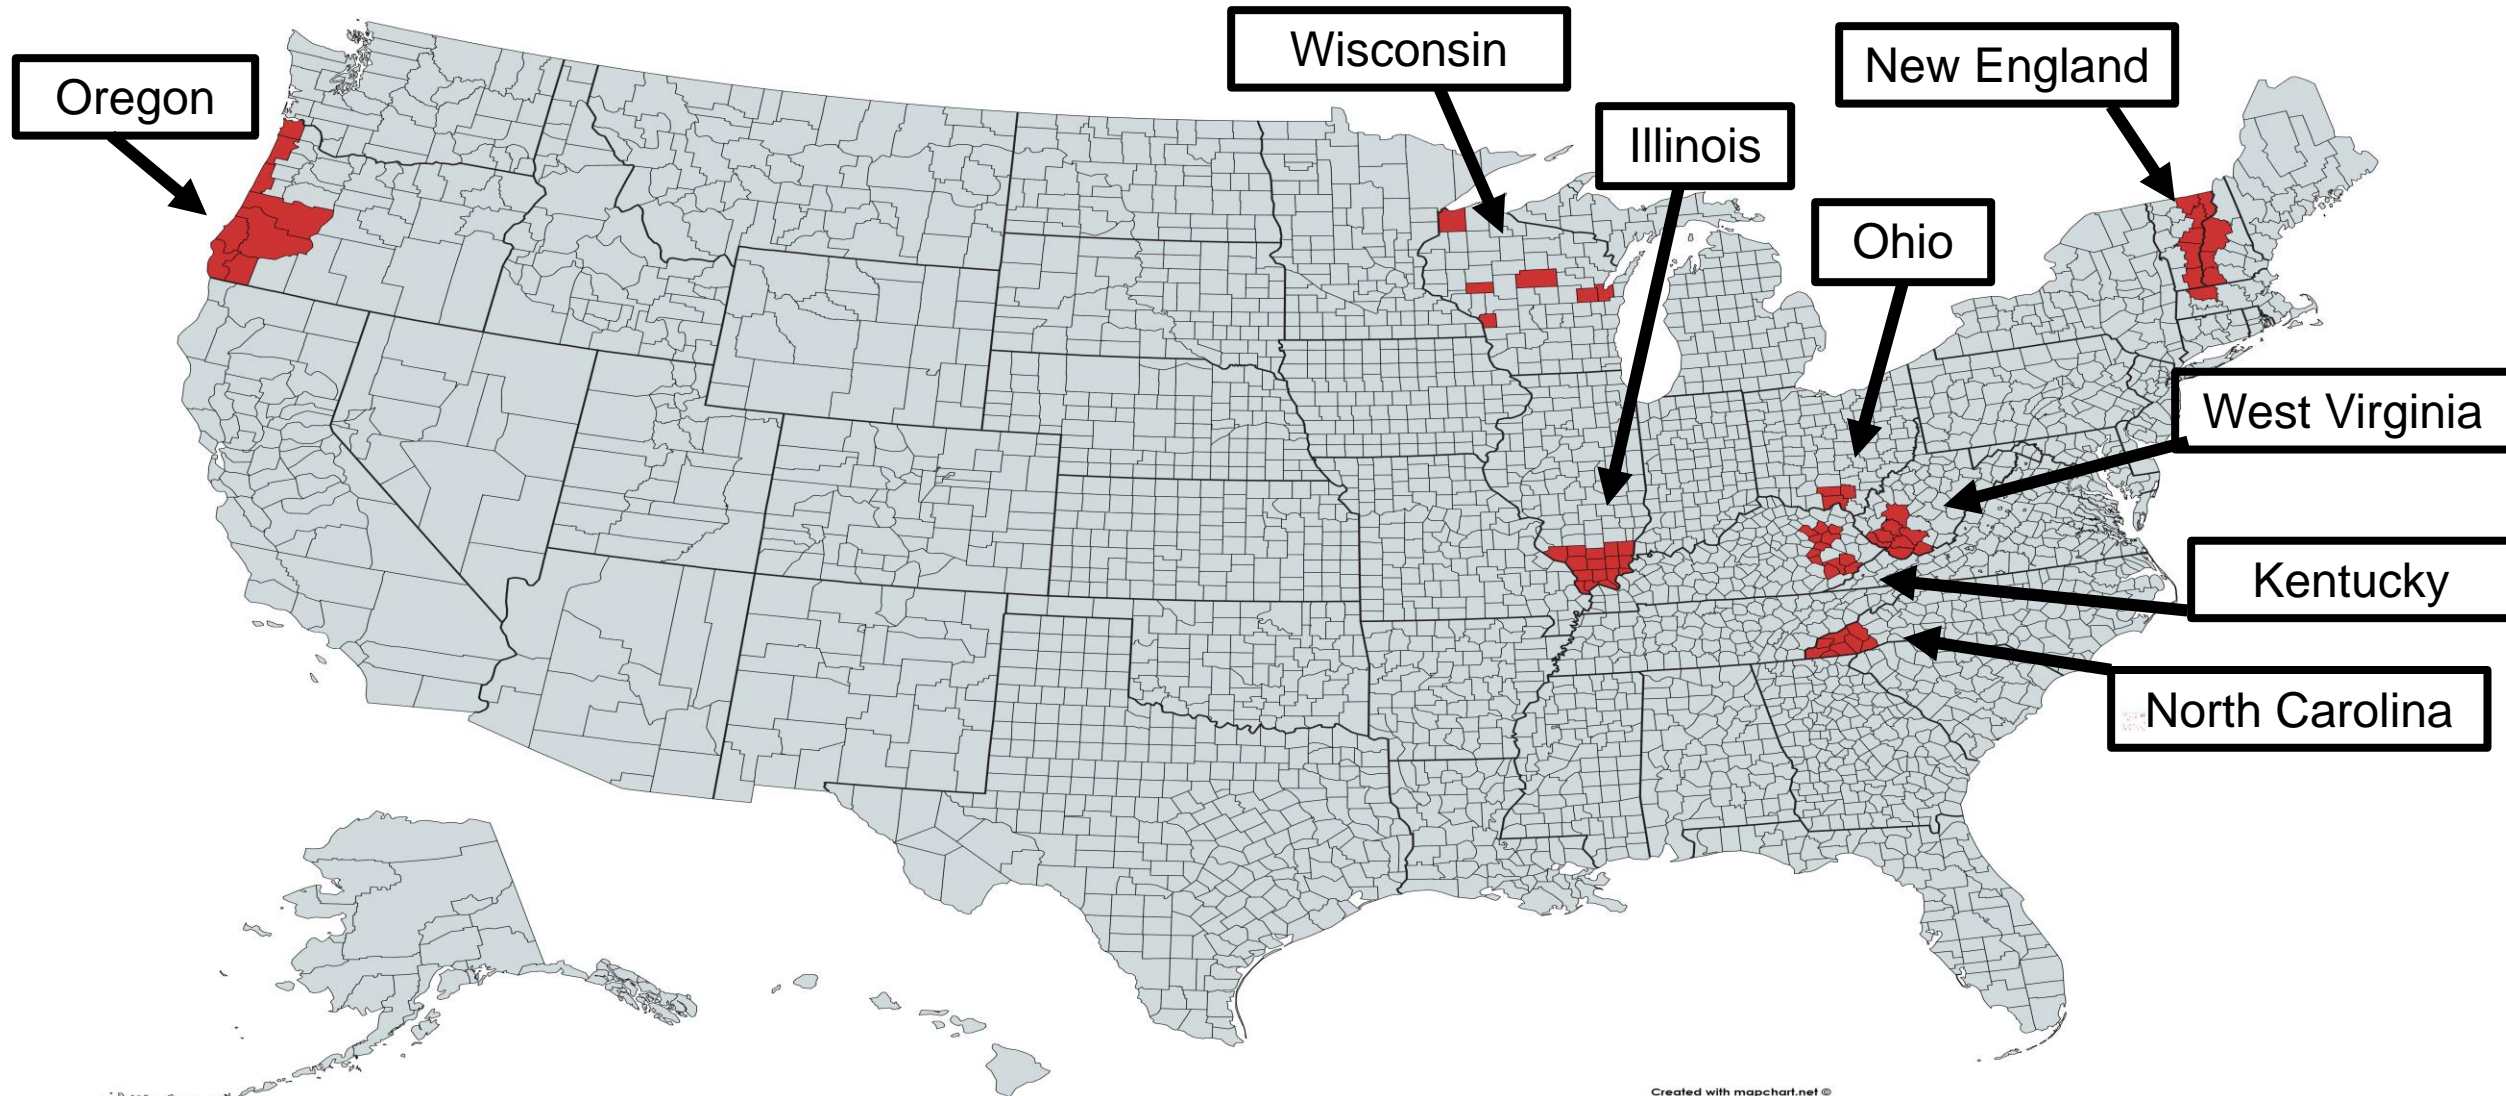 Wisconsin
New England
Oregon
Illinois
Ohio
West Virginia
Kentucky
North Carolina
Created with mapchart.net ©